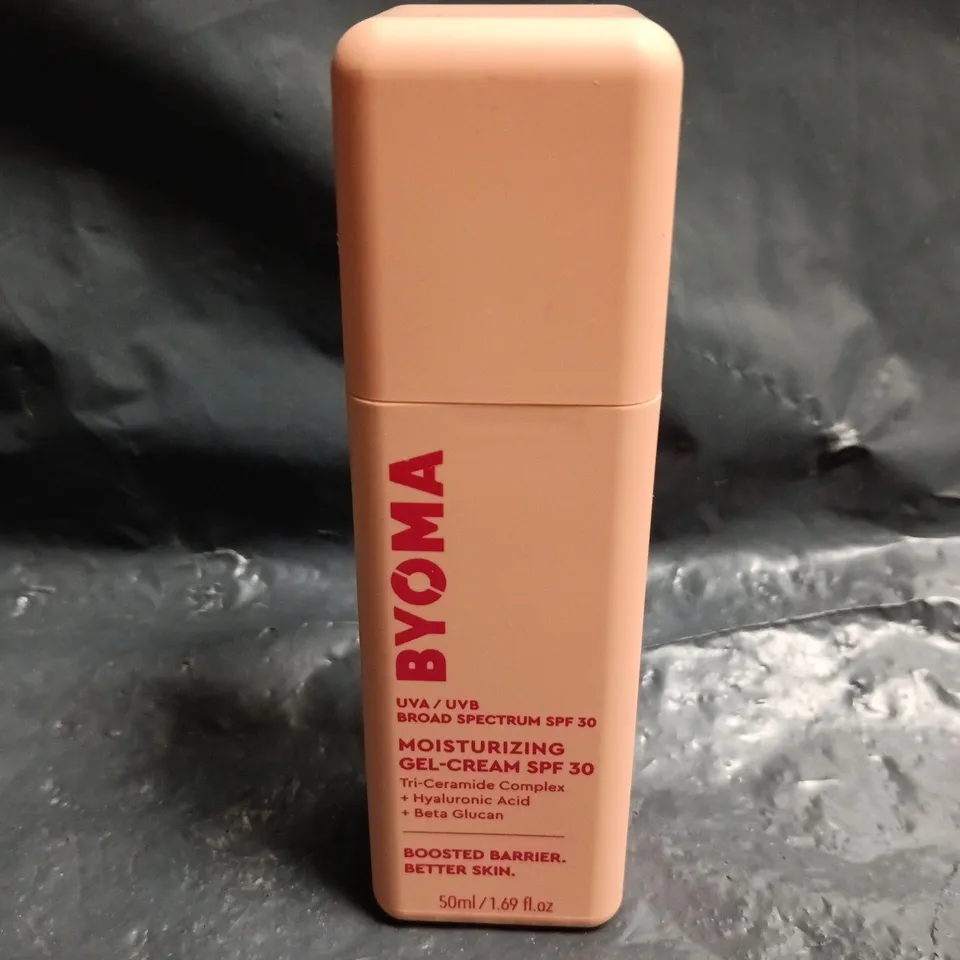 BYOMA
UVA / UVB
BROAD SPECTRUM SPF 30
MOISTURIZING
GEL-CREAM SPF 30
Tri-Ceramide Complex
+ Hyaluronic Acid
+ Beta Glucan
BOOSTED BARRIER.
BETTER SKIN.
50ml / 1.69 fl.oz